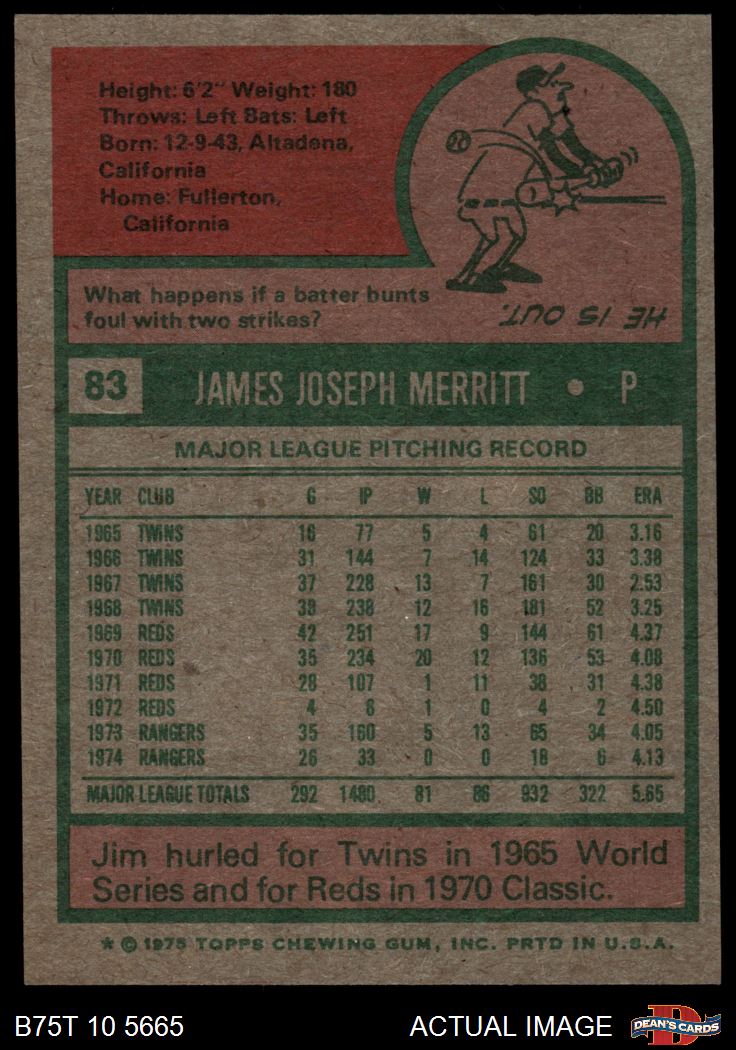 Height: 6'2" Weight: 180
Throws: Left Bats: Left
Born: 12-9-43, Altadena,
California
Home: Fullerton,
California
What happens if a batter bunts
foul with two strikes?
HE IS OUT.
83 JAMES JOSEPH MERRITT • P
MAJOR LEAGUE PITCHING RECORD
YEAR CLUB G IP W L SO BB ERA
1965 TWINS 16 77 5 4 61 20 3.16
1966 TWINS 31 144 7 14 124 33 3.38
1967 TWINS 37 228 13 7 161 30 2.53
1968 TWINS 38 238 12 16 181 52 3.25
1969 REDS 42 251 17 9 144 61 4.37
1970 REDS 35 234 20 12 136 53 4.08
1971 REDS 28 107 1 11 38 31 4.38
1972 REDS 4 8 1 0 4 2 4.50
1973 RANGERS 35 160 5 13 65 34 4.05
1974 RANGERS 26 33 0 0 18 6 4.13
MAJOR LEAGUE TOTALS 292 1480 81 86 932 322 5.65
Jim hurled for Twins in 1965 World
Series and for Reds in 1970 Classic.
* © 1975 TOPPS CHEWING GUM, INC. PRTD IN U.S.A.
B75T 10 5665 ACTUAL IMAGE DEAN'S CARDS